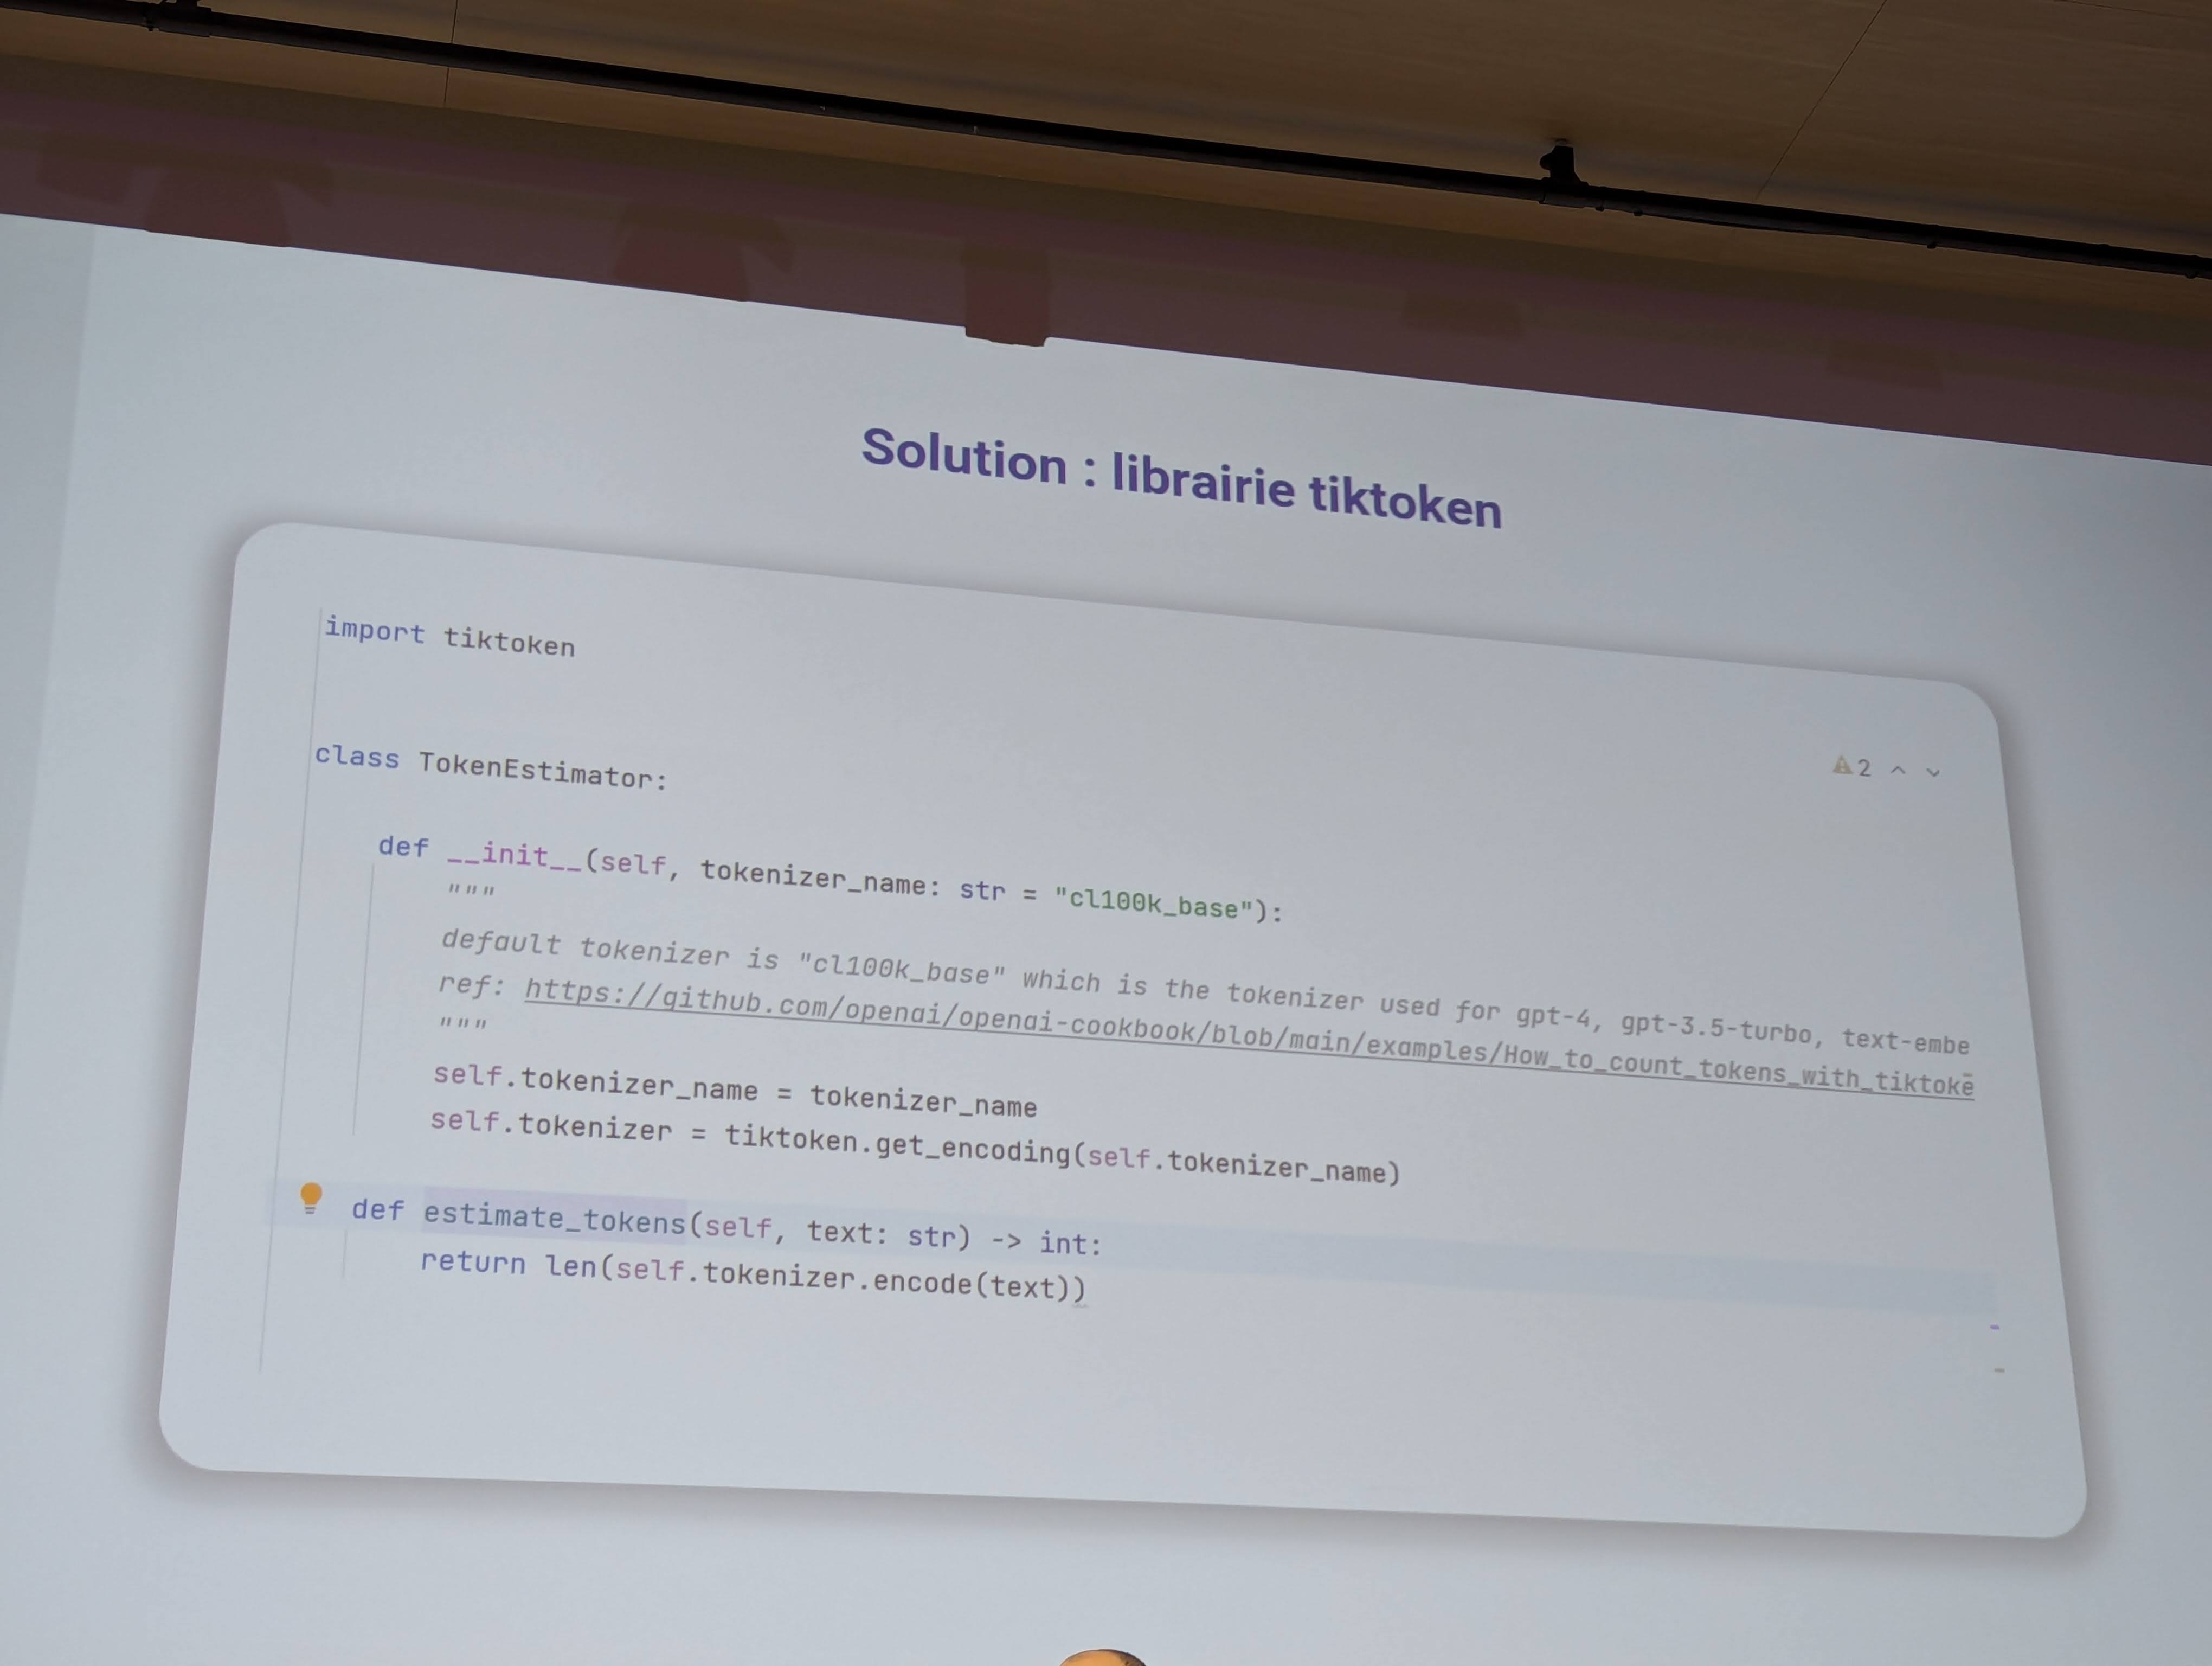 Solution : librairie tiktoken
import tiktoken
class TokenEstimator:
2
def __init__(self, tokenizer_name: str = "cl100k_base"):
"""
default tokenizer is "cl100k_base" which is the tokenizer used for gpt-4, gpt-3.5-turbo, text-embe
ref: https://github.com/openai/openai-cookbook/blob/main/examples/How_to_count_tokens_with_tiktoke
"""
self.tokenizer_name = tokenizer_name
self.tokenizer = tiktoken.get_encoding(self.tokenizer_name)
def estimate_tokens(self, text: str) -> int:
return len(self.tokenizer.encode(text))